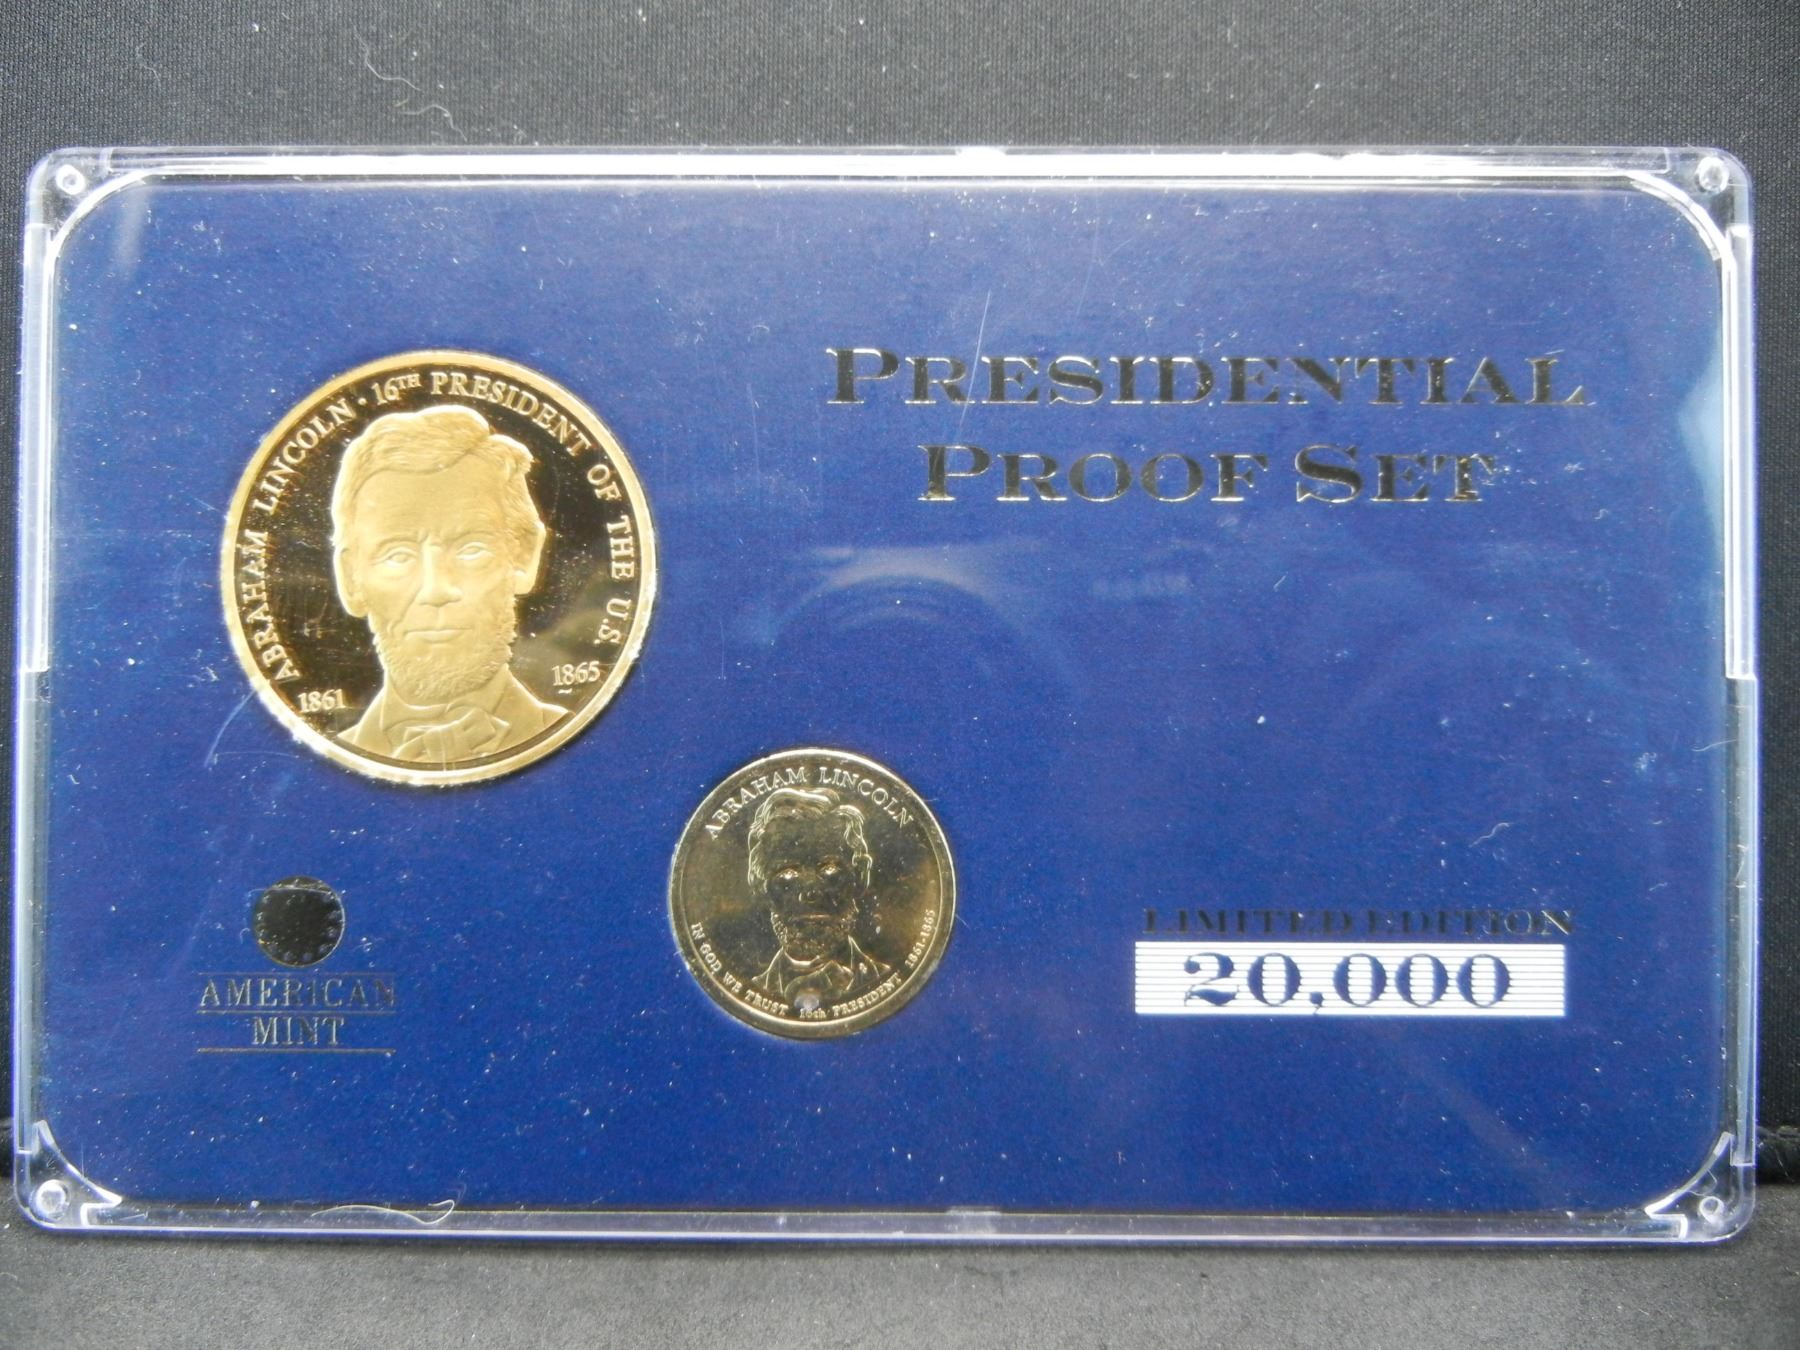 PRESIDENTIAL
PROOF SET
ABRAHAM LINCOLN · 16TH PRESIDENT OF THE U.S.
1861
1865
ABRAHAM LINCOLN
IN GOD WE TRUST 16th PRESIDENT 1861-1865
AMERICAN
MINT
LIMITED EDITION
20,000